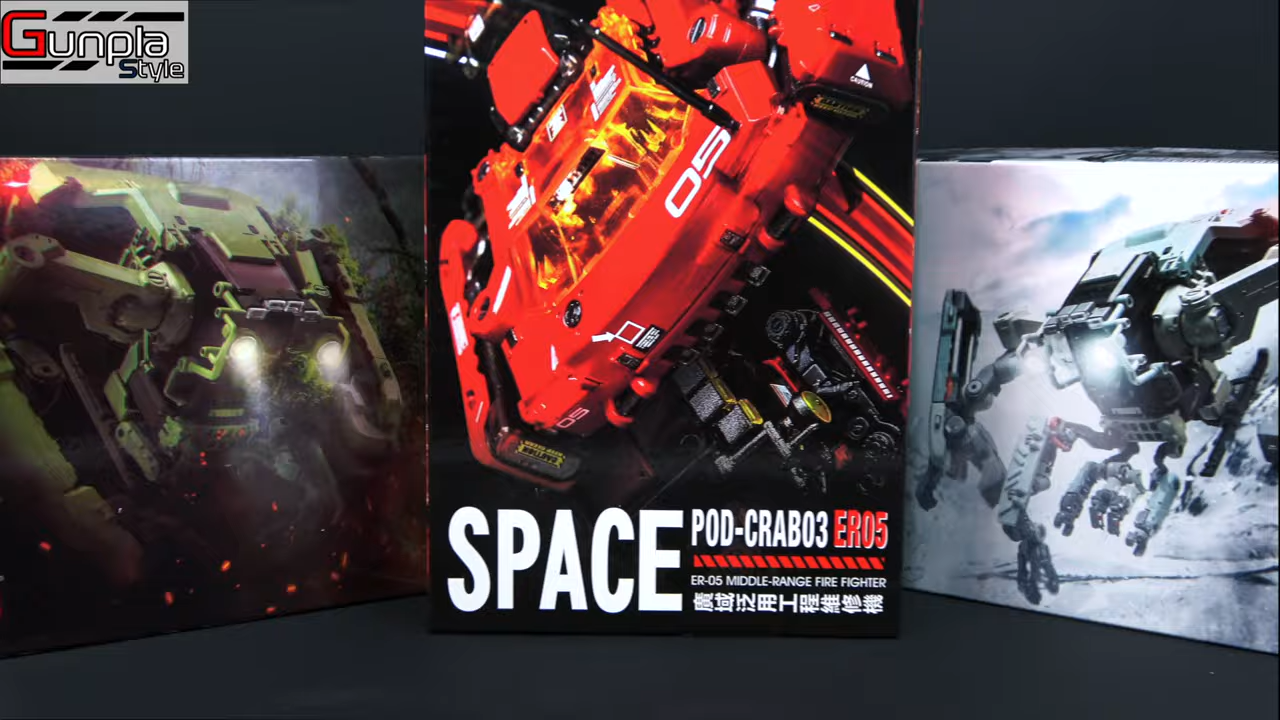 Gunpla
Style
CAUTION
05
05
SPACE
POD-CRAB03 ER05
ER-05 MIDDLE-RANGE FIRE FIGHTER
廣域泛用工程維修機